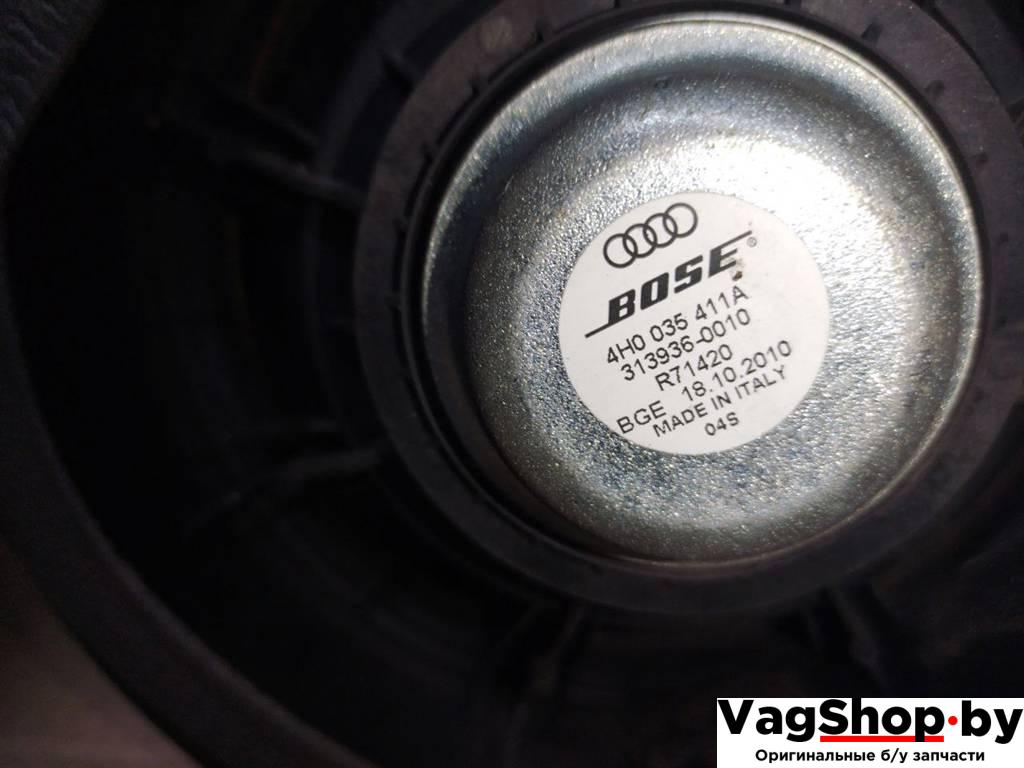 BOSE®
4H0 035 411A
313936-0010
R71420
BGE 18.10.2010
MADE IN ITALY
04S
VagShop.by
Оригинальные б/у запчасти